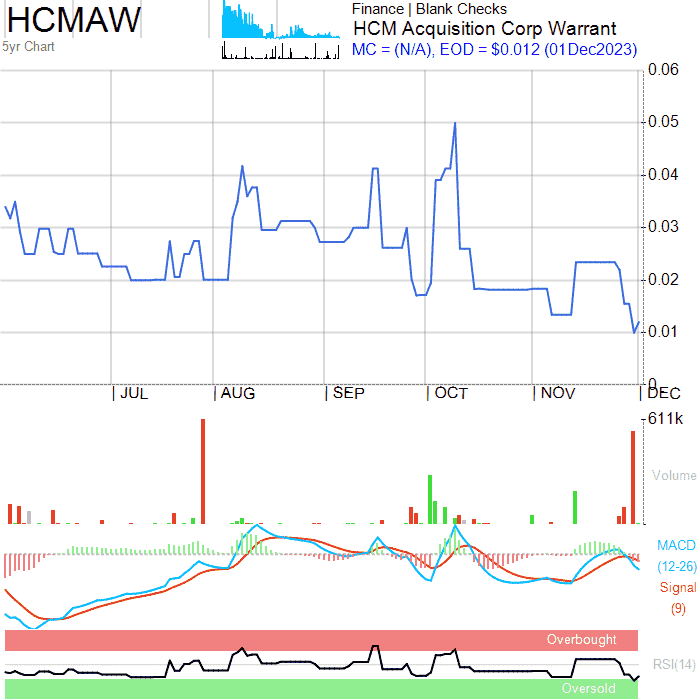 HCMAW
5yr Chart
Finance | Blank Checks
HCM Acquisition Corp Warrant
MC = (N/A), EOD = $0.012 (01Dec2023)
0.06
0.05
0.04
0.03
0.02
0.01
0
JUL
AUG
SEP
OCT
NOV
DEC
611k
Volume
MACD
(12-26)
Signal
(9)
Overbought
RSI(14)
Oversold